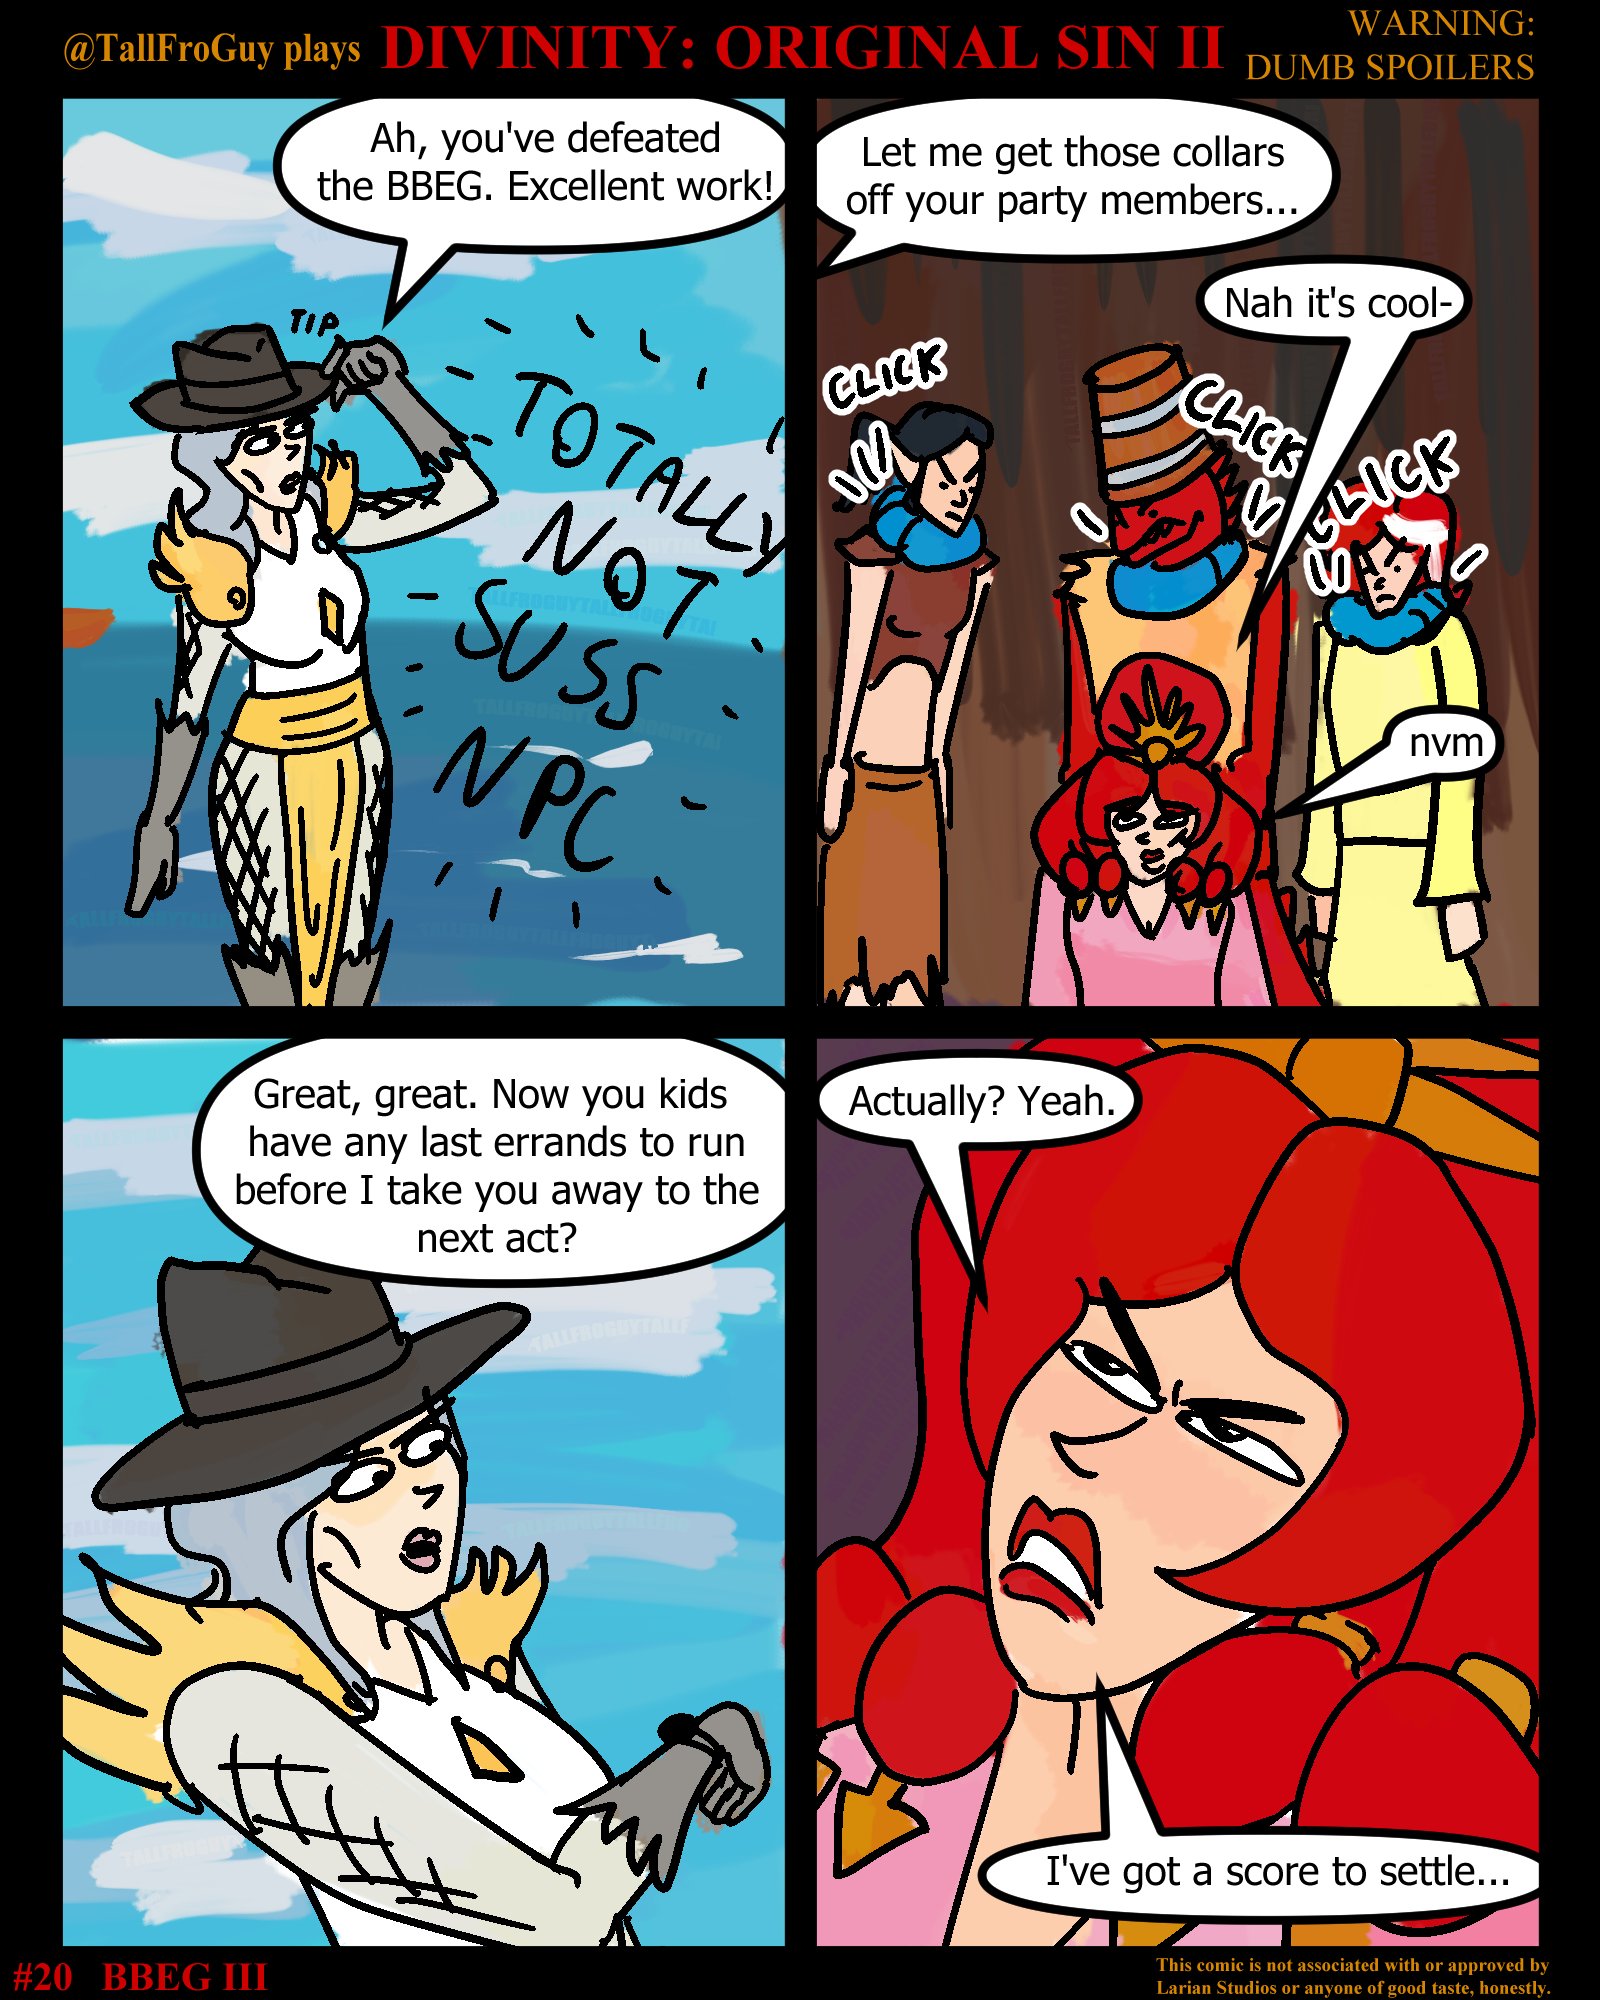 @TallFroGuy plays DIVINITY: ORIGINAL SIN II
WARNING:
DUMB SPOILERS
Ah, you've defeated
the BBEG. Excellent work!
TIP
TOTALLY
NOT
SUSS
NPC
Let me get those collars
off your party members...
Nah it's cool-
CLICK
CLICK
CLICK
nvm
Great, great. Now you kids
have any last errands to run
before I take you away to the
next act?
Actually? Yeah.
I've got a score to settle...
#20 BBEG III
This comic is not associated with or approved by
Larian Studios or anyone of good taste, honestly.